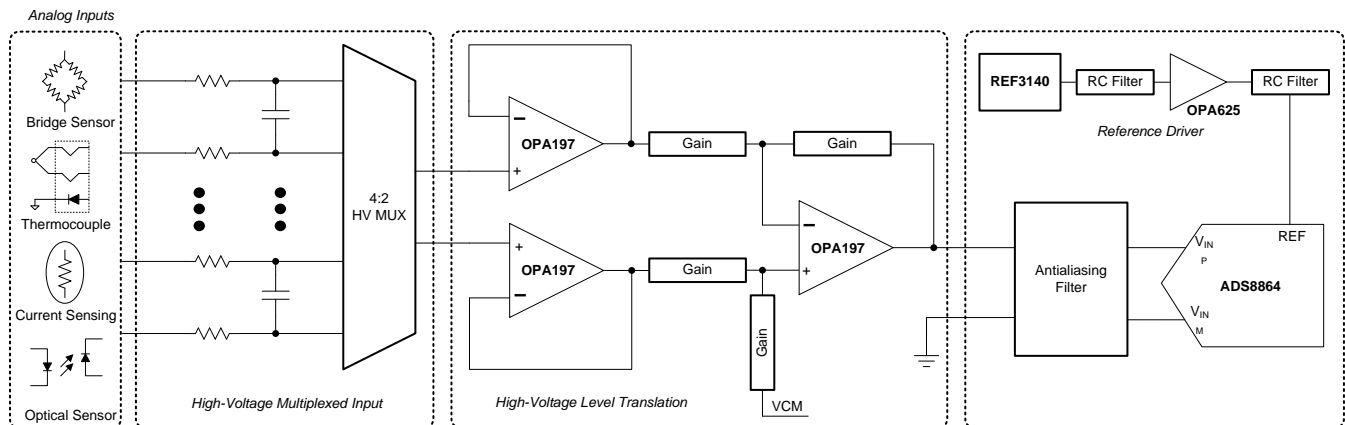 Analog Inputs
Bridge Sensor
Thermocouple
Current Sensing
Optical Sensor
4:2
HV MUX
High-Voltage Multiplexed Input
OPA197
OPA197
Gain
Gain
Gain
OPA197
Gain
VCM
High-Voltage Level Translation
REF3140
RC Filter
OPA625
RC Filter
Reference Driver
Antialiasing
Filter
REF
VIN
P
ADS8864
VIN
M